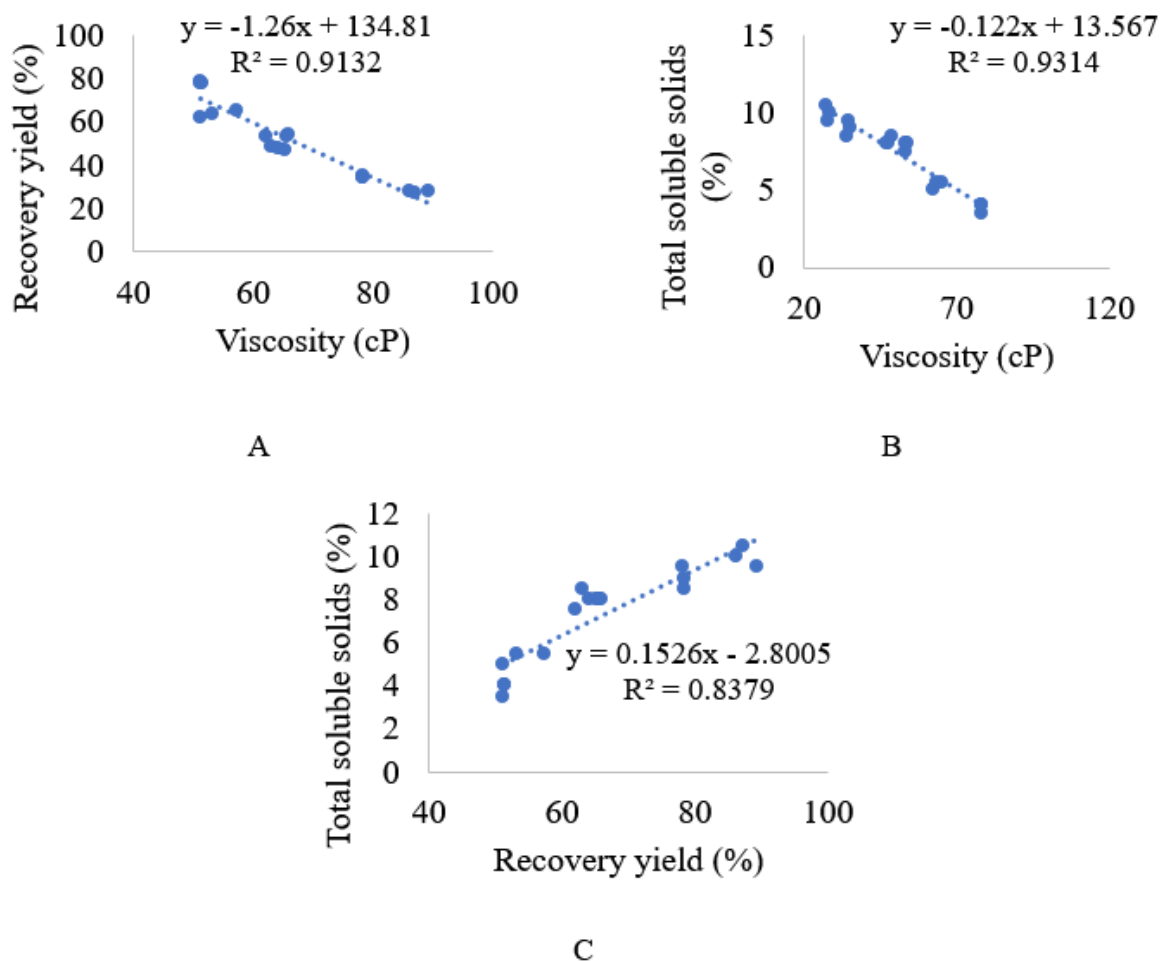 y = -1.26x + 134.81
R² = 0.9132
Recovery yield (%)
100
80
60
40
20
0
40 60 80 100
Viscosity (cP)
A
y = -0.122x + 13.567
R² = 0.9314
Total soluble solids
(%)
15
10
5
0
20 70 120
Viscosity (cP)
B
Total soluble solids (%)
12
10
8
6
4
2
0
y = 0.1526x - 2.8005
R² = 0.8379
40 60 80 100
Recovery yield (%)
C